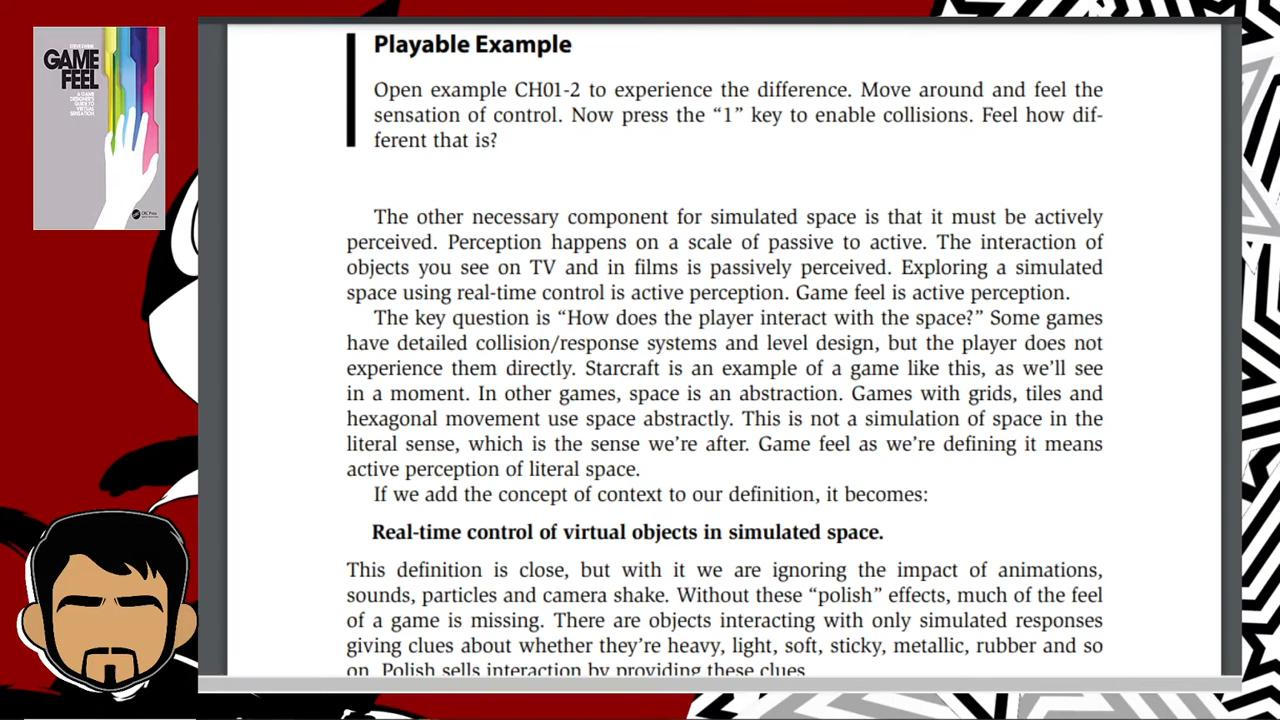 STEVE SWINK
GAME
FEEL
A GAME
DESIGNER'S
GUIDE TO
VIRTUAL
SENSATION
CRC Press
Playable Example
Open example CH01-2 to experience the difference. Move around and feel the
sensation of control. Now press the “1” key to enable collisions. Feel how dif-
ferent that is?
The other necessary component for simulated space is that it must be actively
perceived. Perception happens on a scale of passive to active. The interaction of
objects you see on TV and in films is passively perceived. Exploring a simulated
space using real-time control is active perception. Game feel is active perception.
The key question is “How does the player interact with the space?” Some games
have detailed collision/response systems and level design, but the player does not
experience them directly. Starcraft is an example of a game like this, as we’ll see
in a moment. In other games, space is an abstraction. Games with grids, tiles and
hexagonal movement use space abstractly. This is not a simulation of space in the
literal sense, which is the sense we’re after. Game feel as we’re defining it means
active perception of literal space.
If we add the concept of context to our definition, it becomes:
Real-time control of virtual objects in simulated space.
This definition is close, but with it we are ignoring the impact of animations,
sounds, particles and camera shake. Without these “polish” effects, much of the feel
of a game is missing. There are objects interacting with only simulated responses
giving clues about whether they’re heavy, light, soft, sticky, metallic, rubber and so
on. Polish sells interaction by providing these clues.